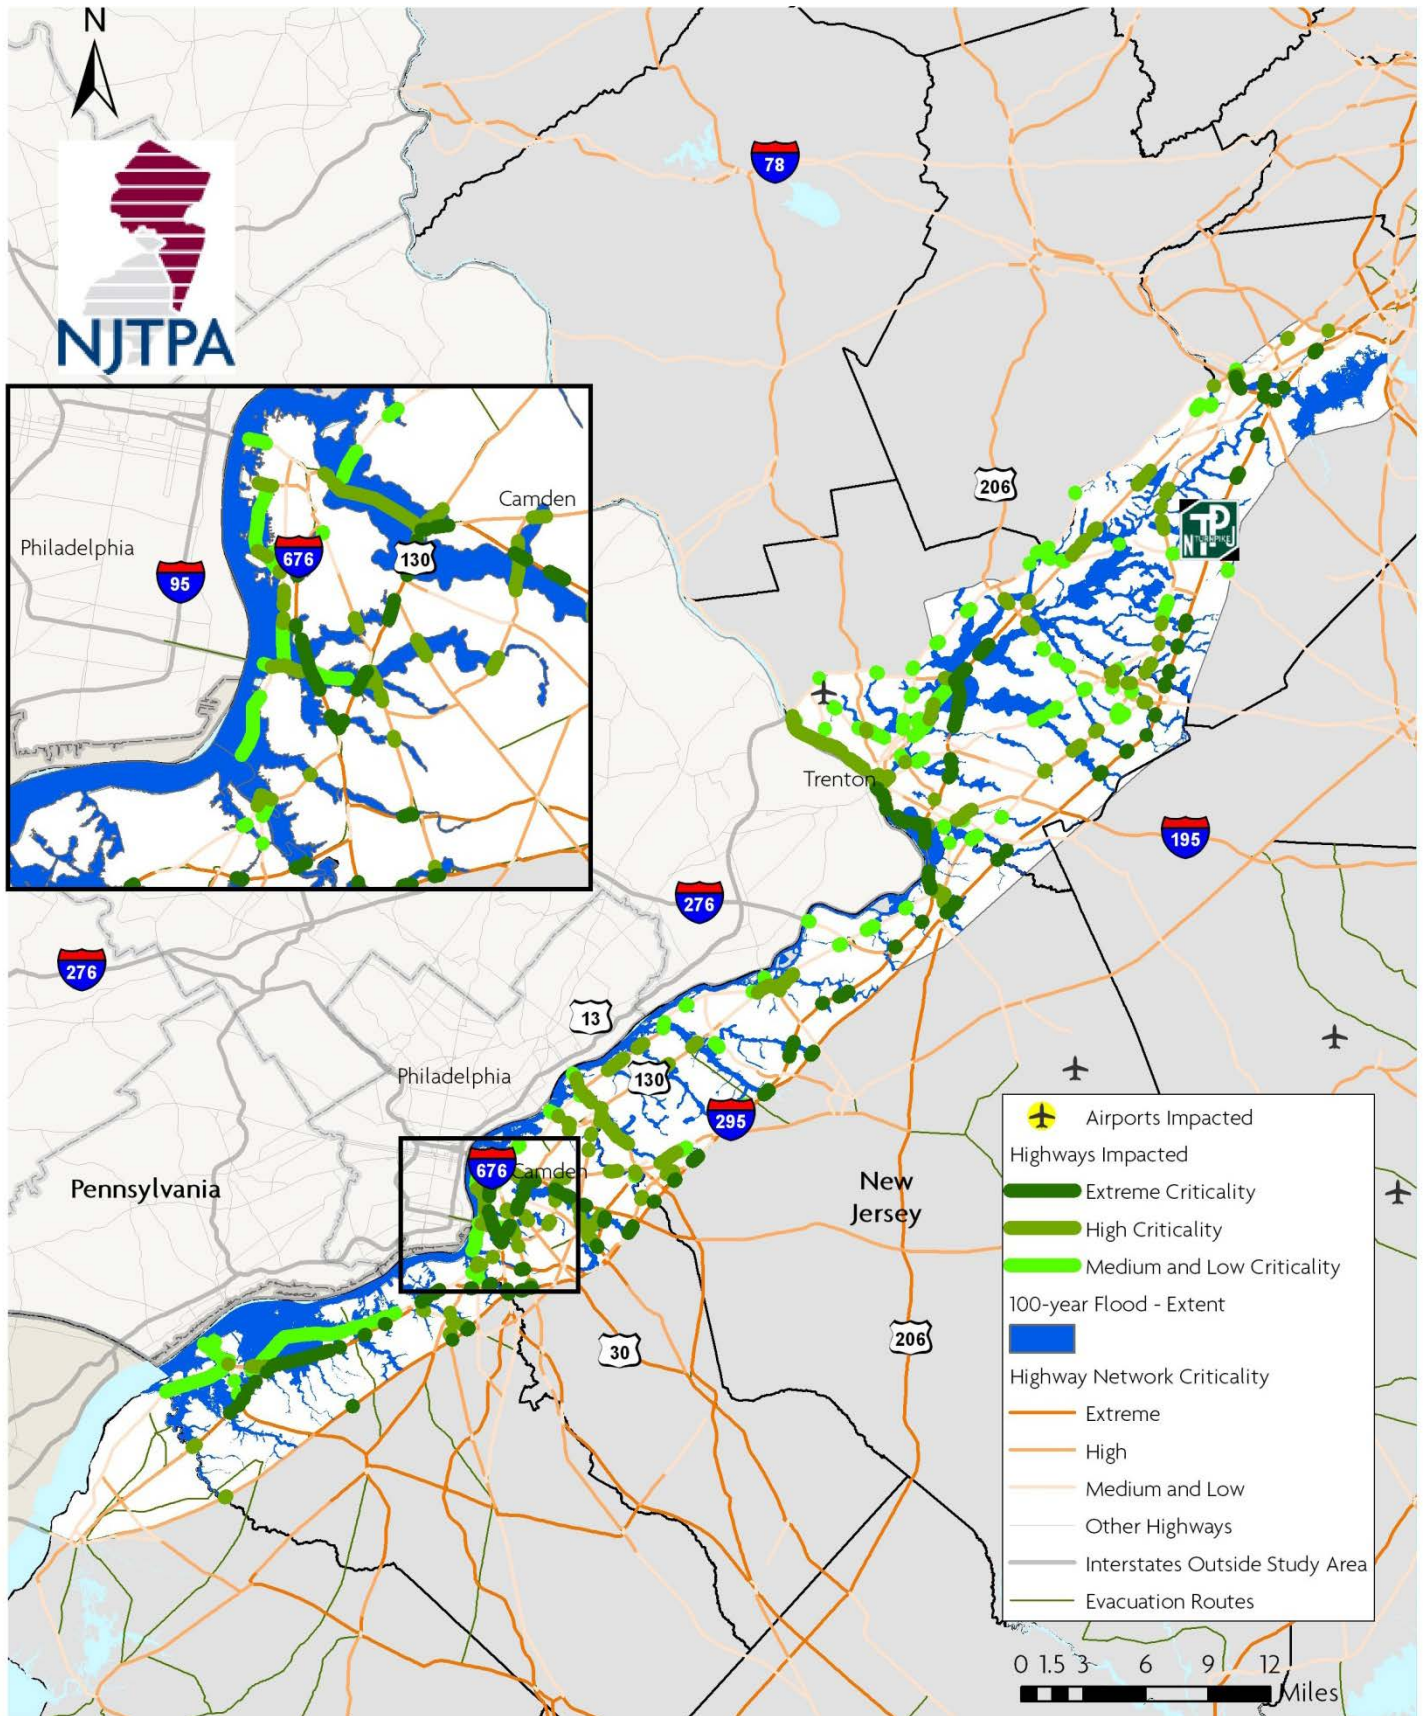 N
78
NJTPA
206
Camden
Philadelphia
676
130
95
TP
N TURNPIKE J
Trenton
195
276
276
13
Philadelphia
130
295
676
Camden
Pennsylvania
New
Jersey
30
206
Airports Impacted
Highways Impacted
Extreme Criticality
High Criticality
Medium and Low Criticality
100-year Flood - Extent
Highway Network Criticality
Extreme
High
Medium and Low
Other Highways
Interstates Outside Study Area
Evacuation Routes
0 1.5 3 6 9 12
Miles